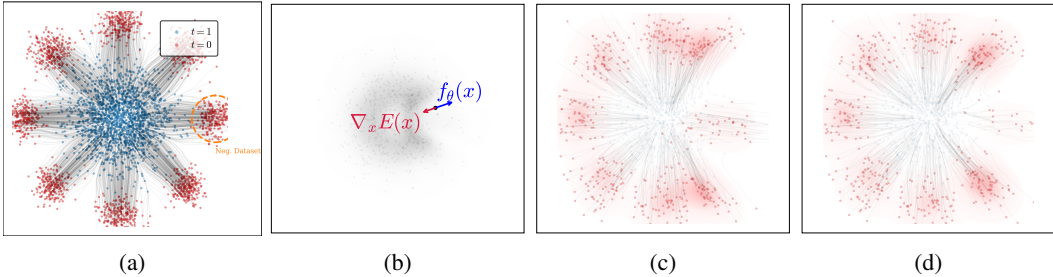 t = 1
t = 0
Neg. Dataset
f_θ(x)
∇_x E(x)
(a)
(b)
(c)
(d)